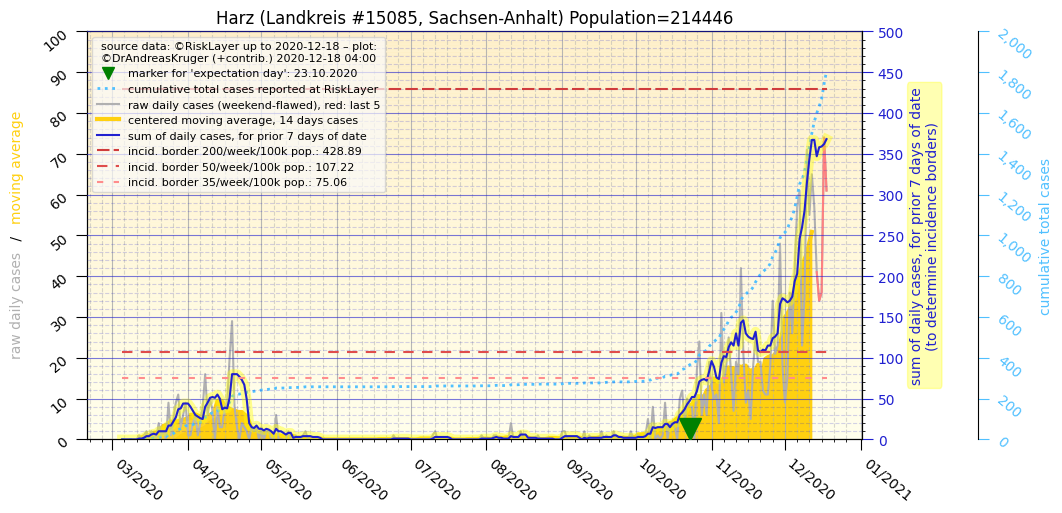 Harz (Landkreis #15085, Sachsen-Anhalt) Population=214446
source data: ©RiskLayer up to 2020-12-18 – plot:
©DrAndreasKruger (+contrib.) 2020-12-18 04:00
marker for 'expectation day': 23.10.2020
cumulative total cases reported at RiskLayer
raw daily cases (weekend-flawed), red: last 5
centered moving average, 14 days cases
sum of daily cases, for prior 7 days of date
incid. border 200/week/100k pop.: 428.89
incid. border 50/week/100k pop.: 107.22
incid. border 35/week/100k pop.: 75.06
raw daily cases / moving average
100
90
80
70
60
50
40
30
20
10
0
03/2020
04/2020
05/2020
06/2020
07/2020
08/2020
09/2020
10/2020
11/2020
12/2020
01/2021
500
450
400
350
300
250
200
150
100
50
0
sum of daily cases, for prior 7 days of date
(to determine incidence borders)
2,000
1,800
1,600
1,400
1,200
1,000
800
600
400
200
0
cumulative total cases